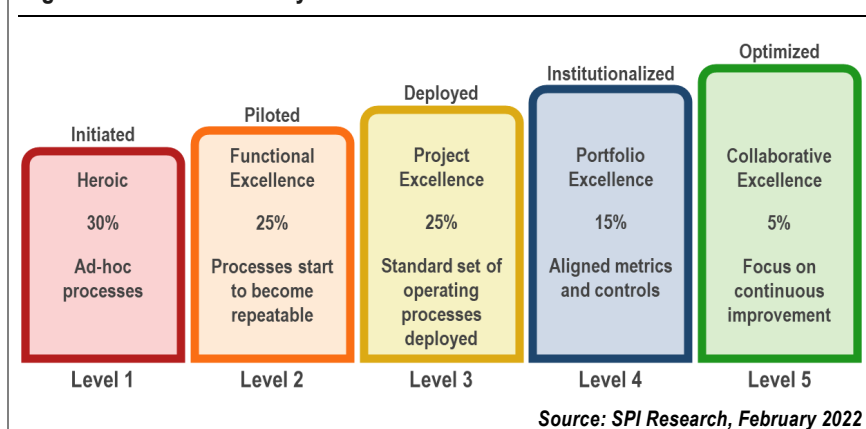 Initiated
Heroic
30%
Ad-hoc
processes
Level 1
Piloted
Functional
Excellence
25%
Processes start
to become
repeatable
Level 2
Deployed
Project
Excellence
25%
Standard set of
operating
processes
deployed
Level 3
Institutionalized
Portfolio
Excellence
15%
Aligned metrics
and controls
Level 4
Optimized
Collaborative
Excellence
5%
Focus on
continuous
improvement
Level 5
Source: SPI Research, February 2022